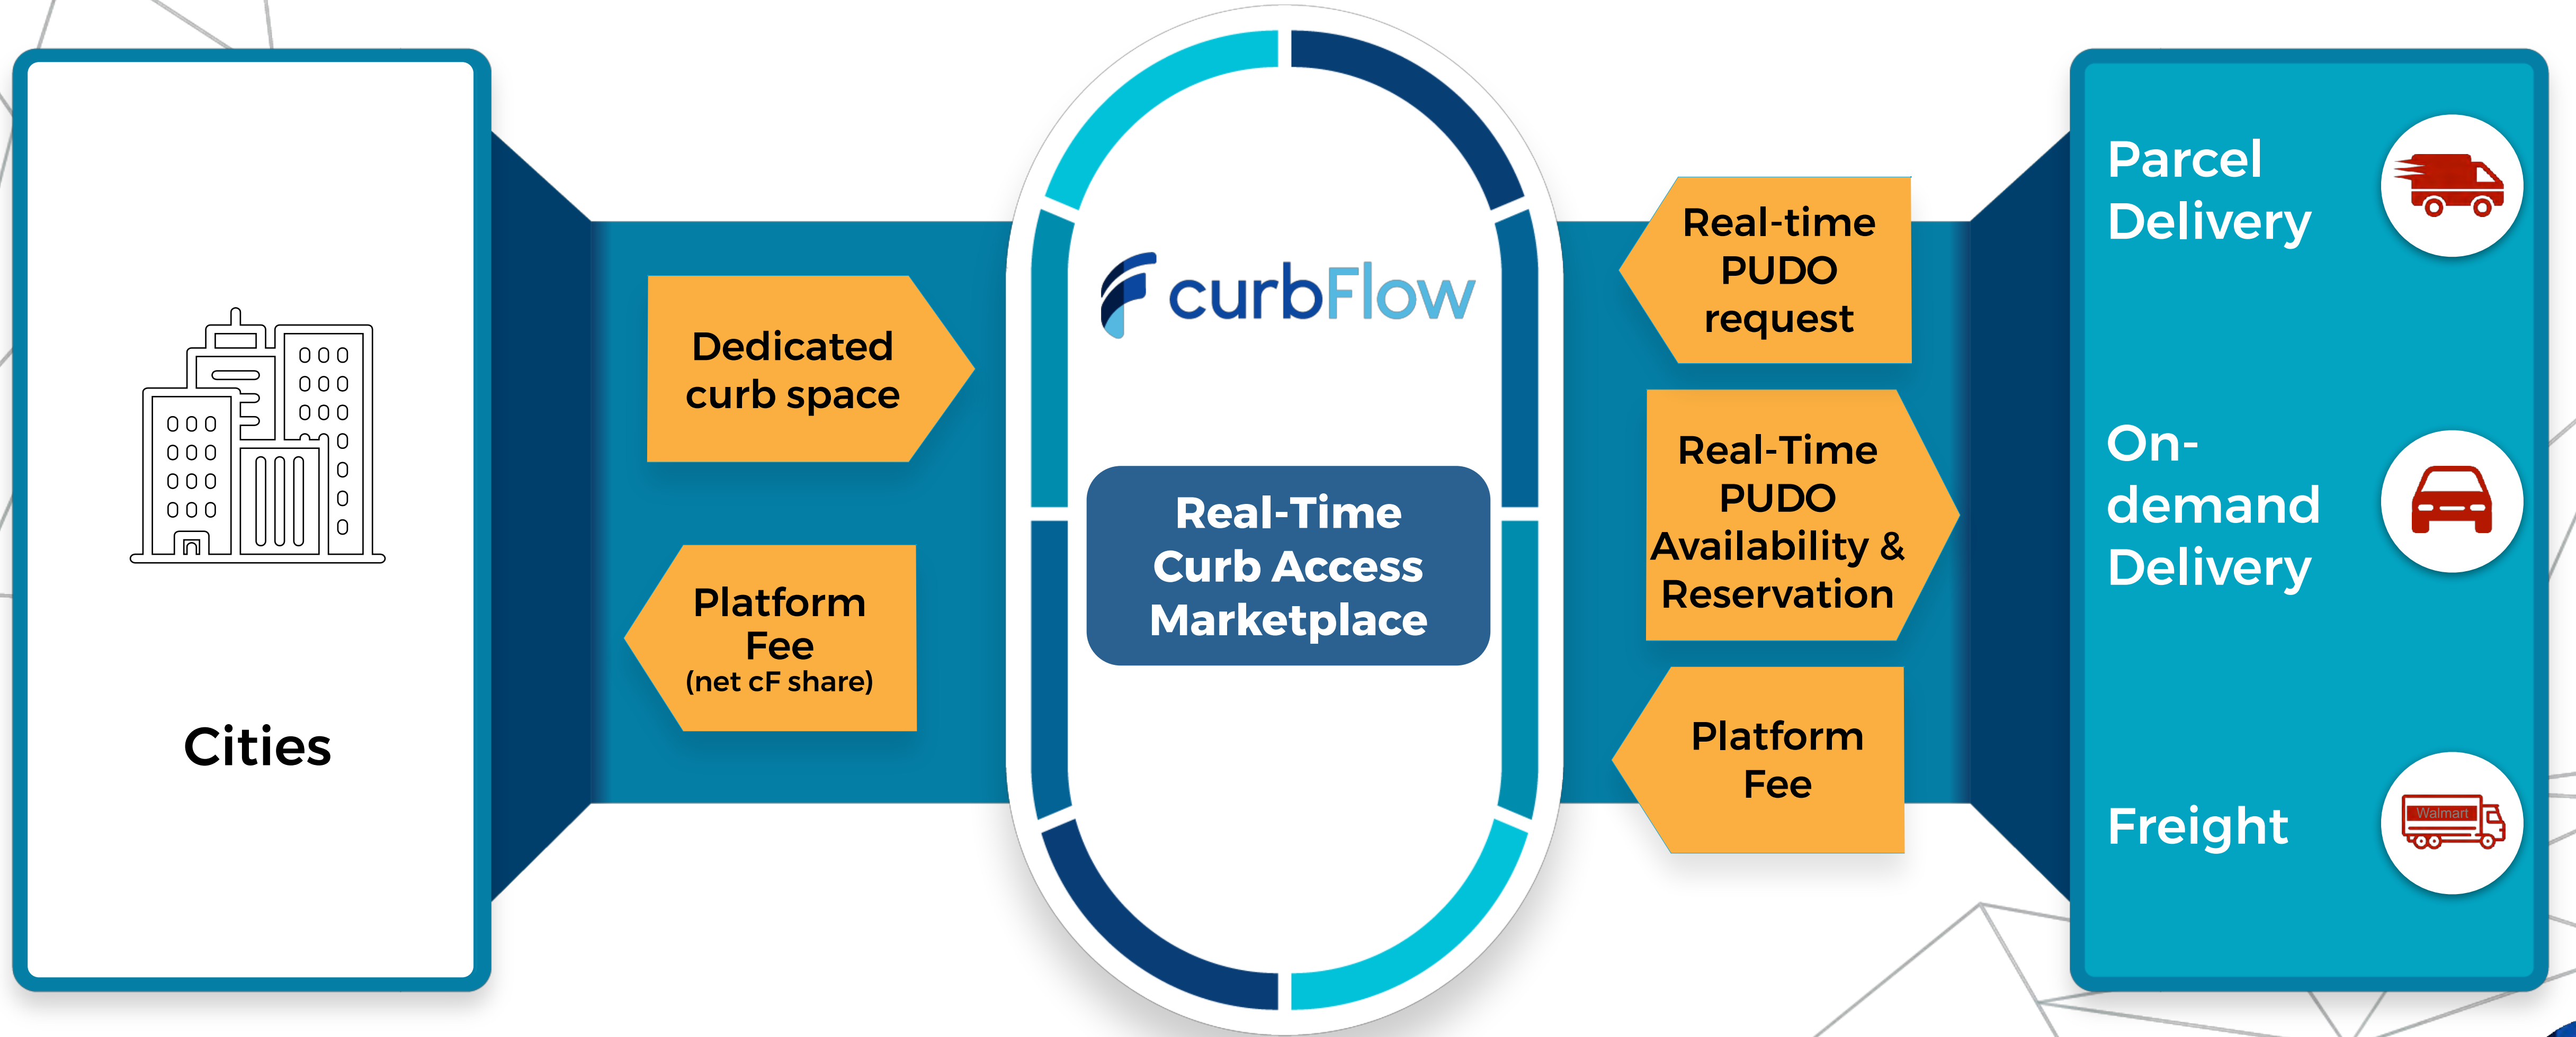 Cities
Dedicated
curb space
Platform
Fee
(net cF share)
curbFlow
Real-Time
Curb Access
Marketplace
Real-time
PUDO
request
Real-Time
PUDO
Availability &
Reservation
Platform
Fee
Parcel
Delivery
On-
demand
Delivery
Freight
Walmart